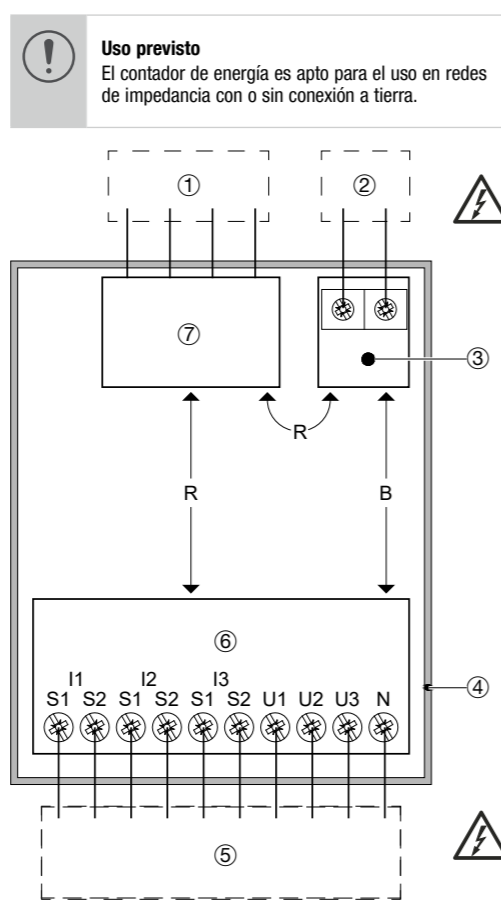 Uso previsto
El contador de energía es apto para el uso en redes
de impedancia con o sin conexión a tierra.
① ②
⑦
③
R
R B
⑥
I1 I2 I3
S1 S2 S1 S2 S1 S2 U1 U2 U3 N
④
⑤